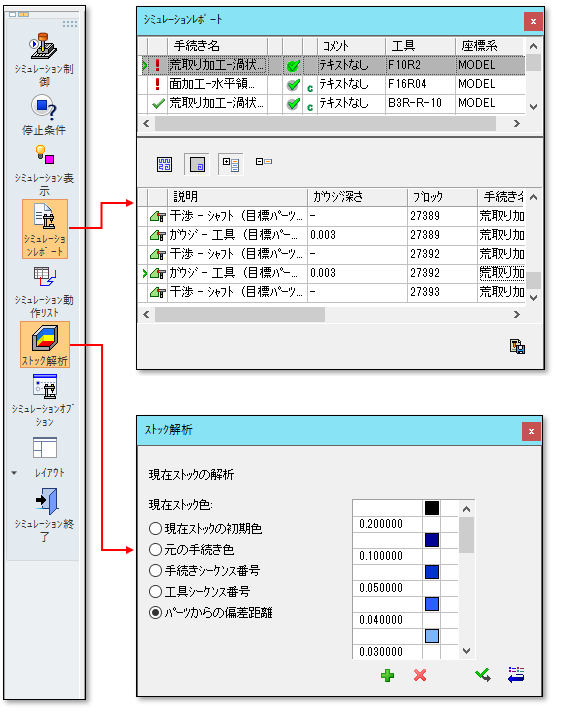 シミュレーション制
御
停止条件
シミュレーション表
示
シミュレーショ
ンレポート
シミュレーション動
作リスト
ストック解析
シミュレーションオプ
ション
レイアウト
シミュレーション終
了
シミュレーションレポート
x
手続き名 コメント 工具 座標系
荒取り加工-渦状... テキストなし F10R2 MODEL
面加工-水平領... c テキストなし F16R04 MODEL
荒取り加工-渦状... c テキストなし B3R-R-10 MODEL
説明 ガウジ深さ ブロック 手続き名
干渉 - シャフト (目標パーツ... - 27389 荒取り加
ガウジ - 工具 (目標パーツ... 0.003 27389 荒取り加
干渉 - シャフト (目標パーツ... - 27392 荒取り加
ガウジ - 工具 (目標パーツ... 0.003 27392 荒取り加
干渉 - シャフト (目標パーツ... - 27393 荒取り加
ストック解析
x
現在ストックの解析
現在ストック色:
現在ストックの初期色
元の手続き色
手続きシーケンス番号
工具シーケンス番号
パーツからの偏差距離
0.200000
0.100000
0.050000
0.040000
0.030000